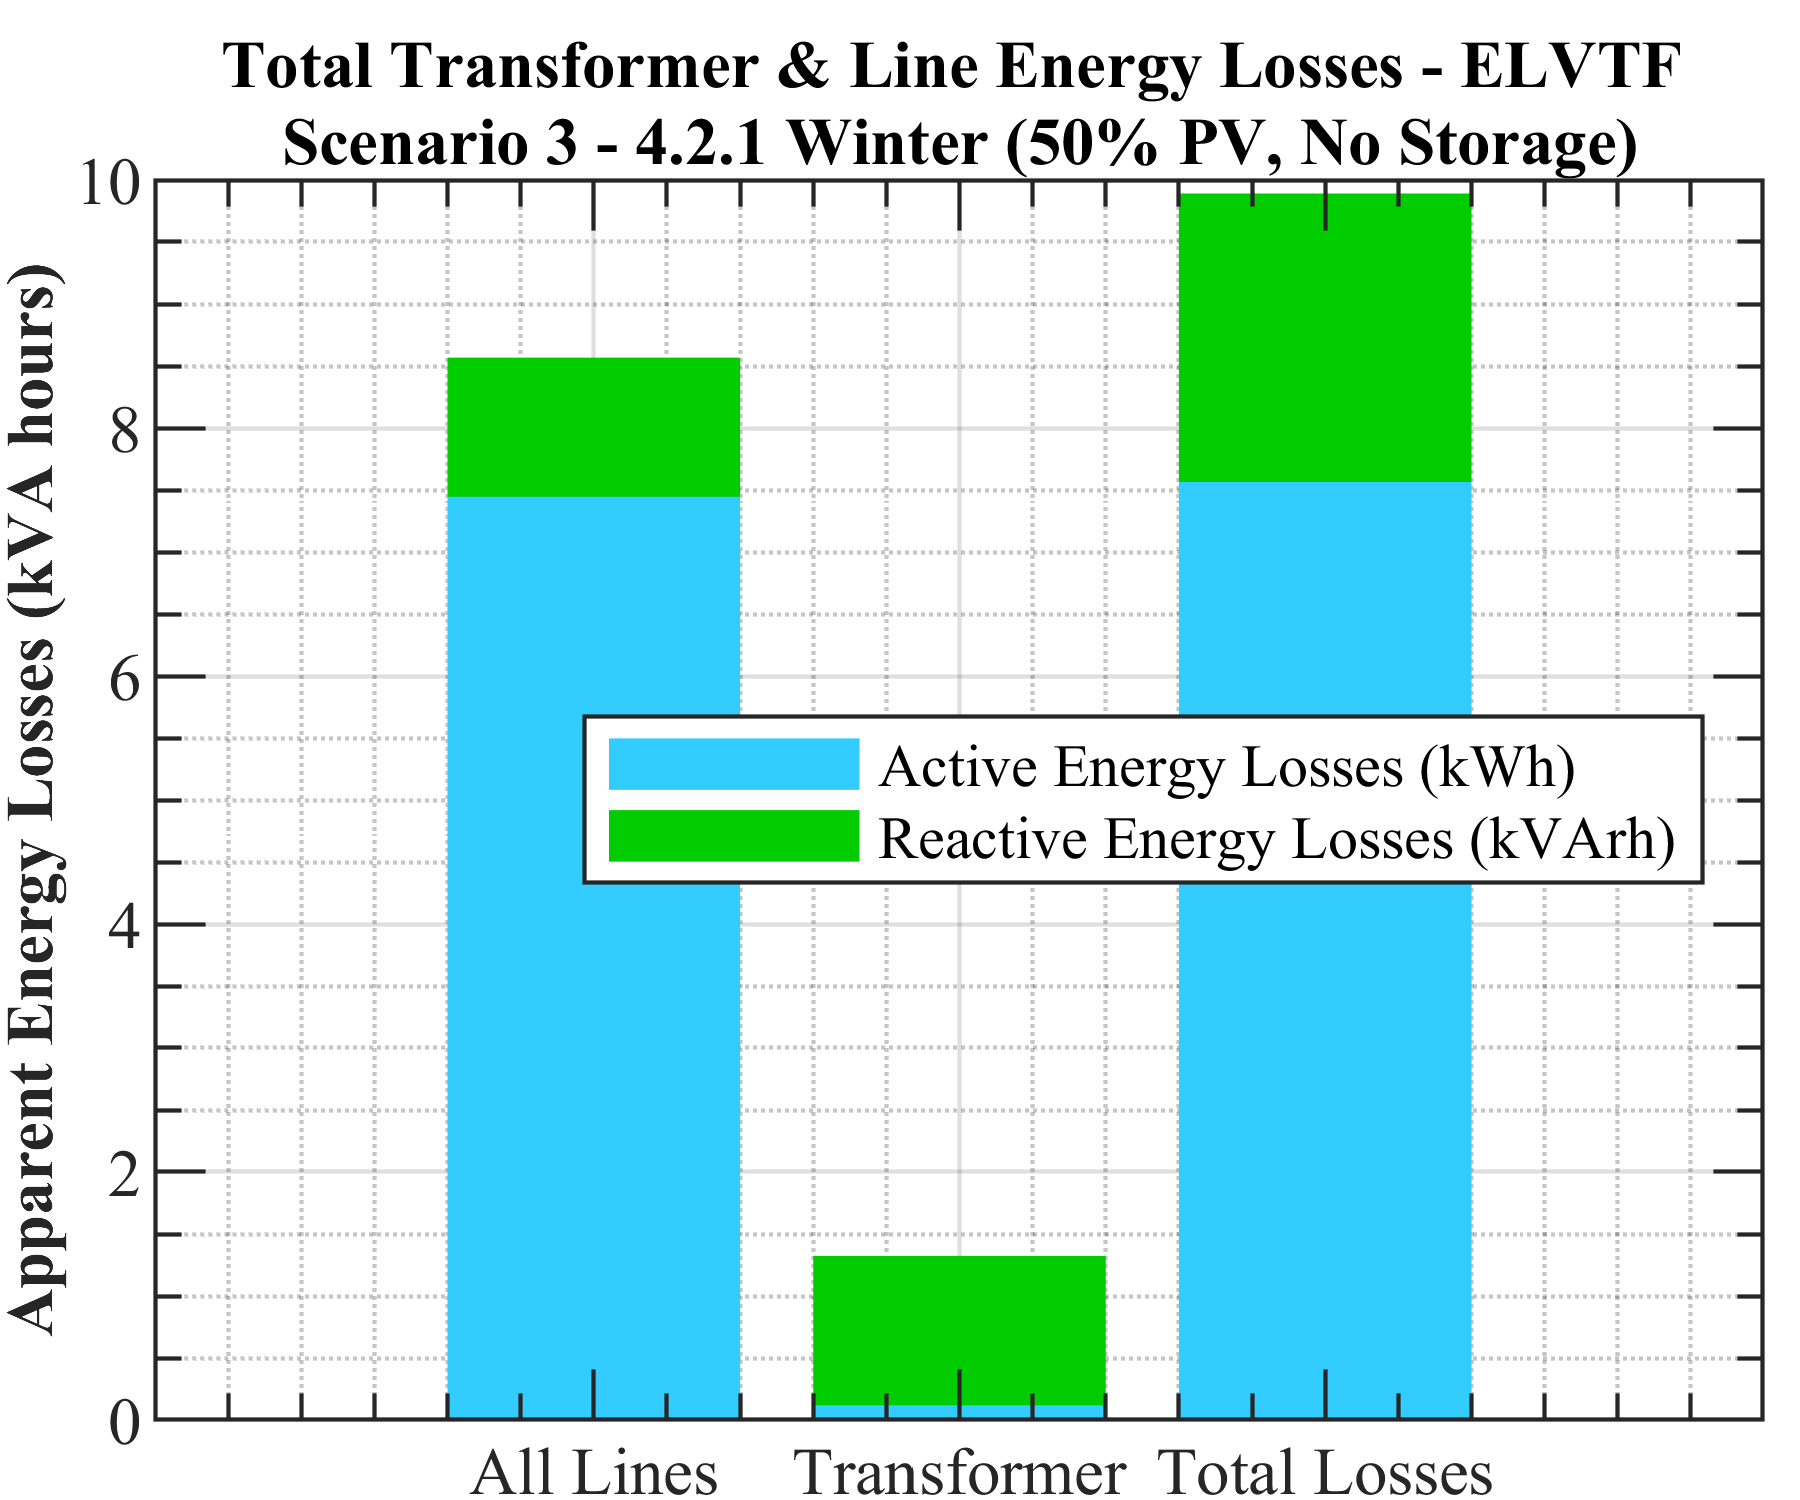 Total Transformer & Line Energy Losses - ELVTF
Scenario 3 - 4.2.1 Winter (50% PV, No Storage)
Apparent Energy Losses (kVA hours)
10
8
6
4
2
0
Active Energy Losses (kWh)
Reactive Energy Losses (kVArh)
All Lines
Transformer
Total Losses